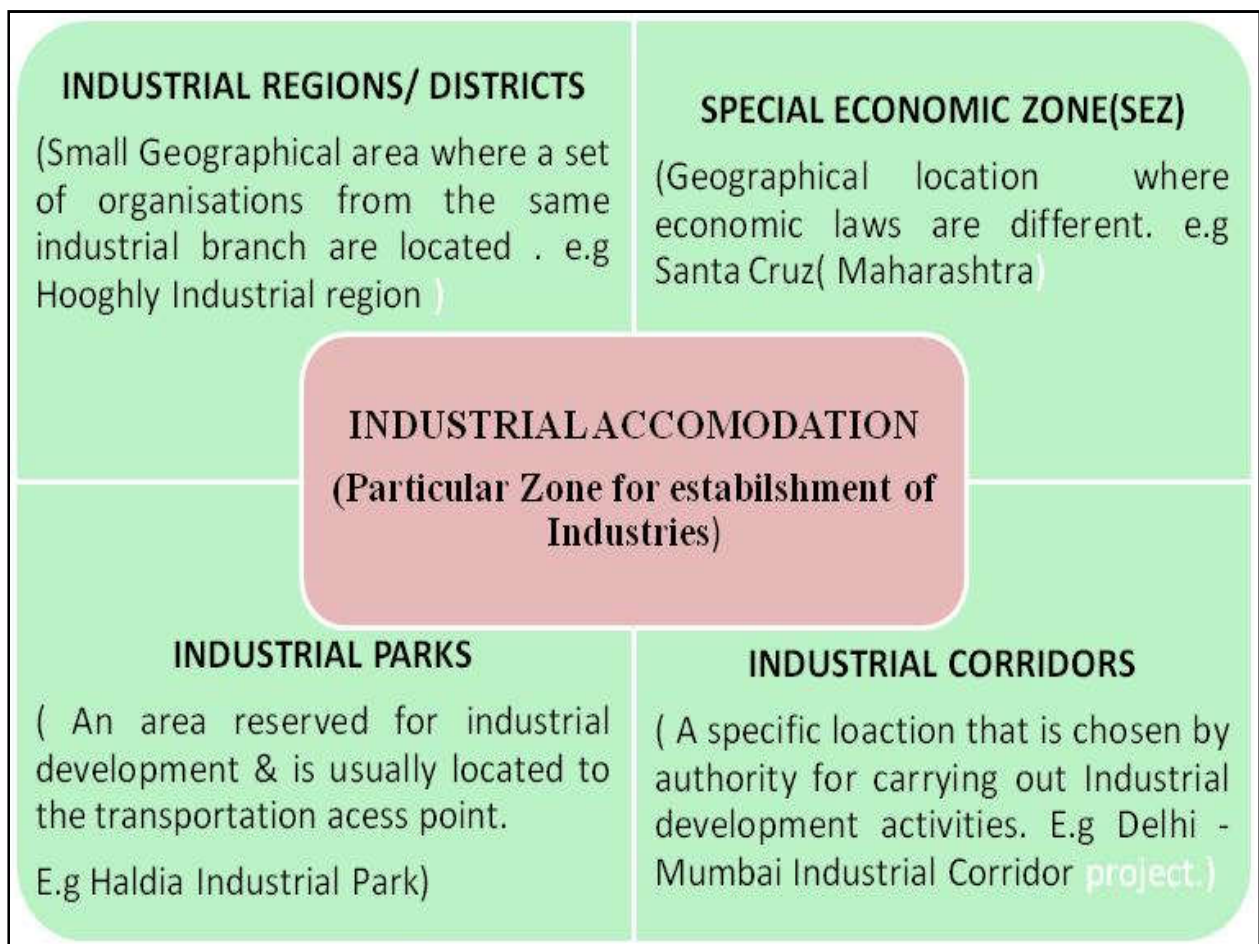 INDUSTRIAL REGIONS/ DISTRICTS
(Small Geographical area where a set
of organisations from the same
industrial branch are located . e.g
Hooghly Industrial region )
SPECIAL ECONOMIC ZONE(SEZ)
(Geographical location where
economic laws are different. e.g
Santa Cruz( Maharashtra)
INDUSTRIAL ACCOMODATION
(Particular Zone for estabilshment of
Industries)
INDUSTRIAL PARKS
( An area reserved for industrial
development & is usually located to
the transportation acess point.
E.g Haldia Industrial Park)
INDUSTRIAL CORRIDORS
( A specific loaction that is chosen by
authority for carrying out Industrial
development activities. E.g Delhi -
Mumbai Industrial Corridor project.)